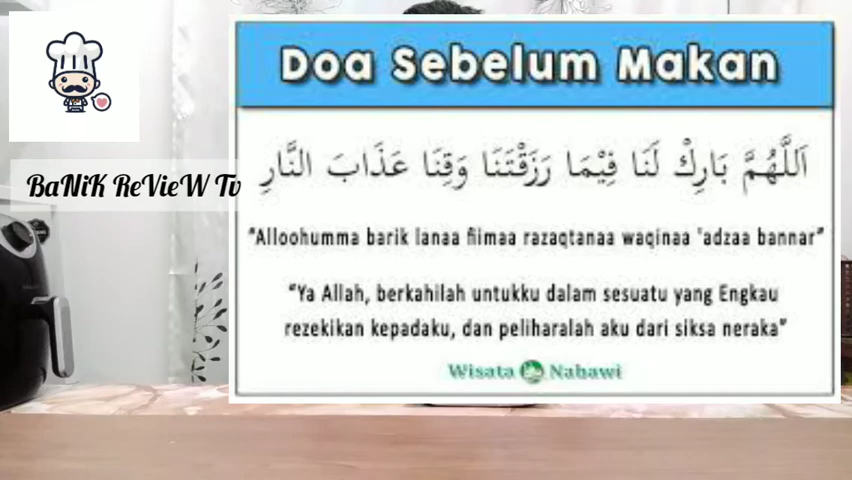 BaNiK ReVieW Tv
Doa Sebelum Makan
اَللَّهُمَّ بَارِكْ لَنَا فِيْمَا رَزَقْتَنَا وَقِنَا عَذَابَ النَّارِ
"Alloohumma barik lanaa fiimaa razaqtanaa waqinaa 'adzaa bannar"
"Ya Allah, berkahilah untukku dalam sesuatu yang Engkau
rezekikan kepadaku, dan peliharalah aku dari siksa neraka"
Wisata Nabawi